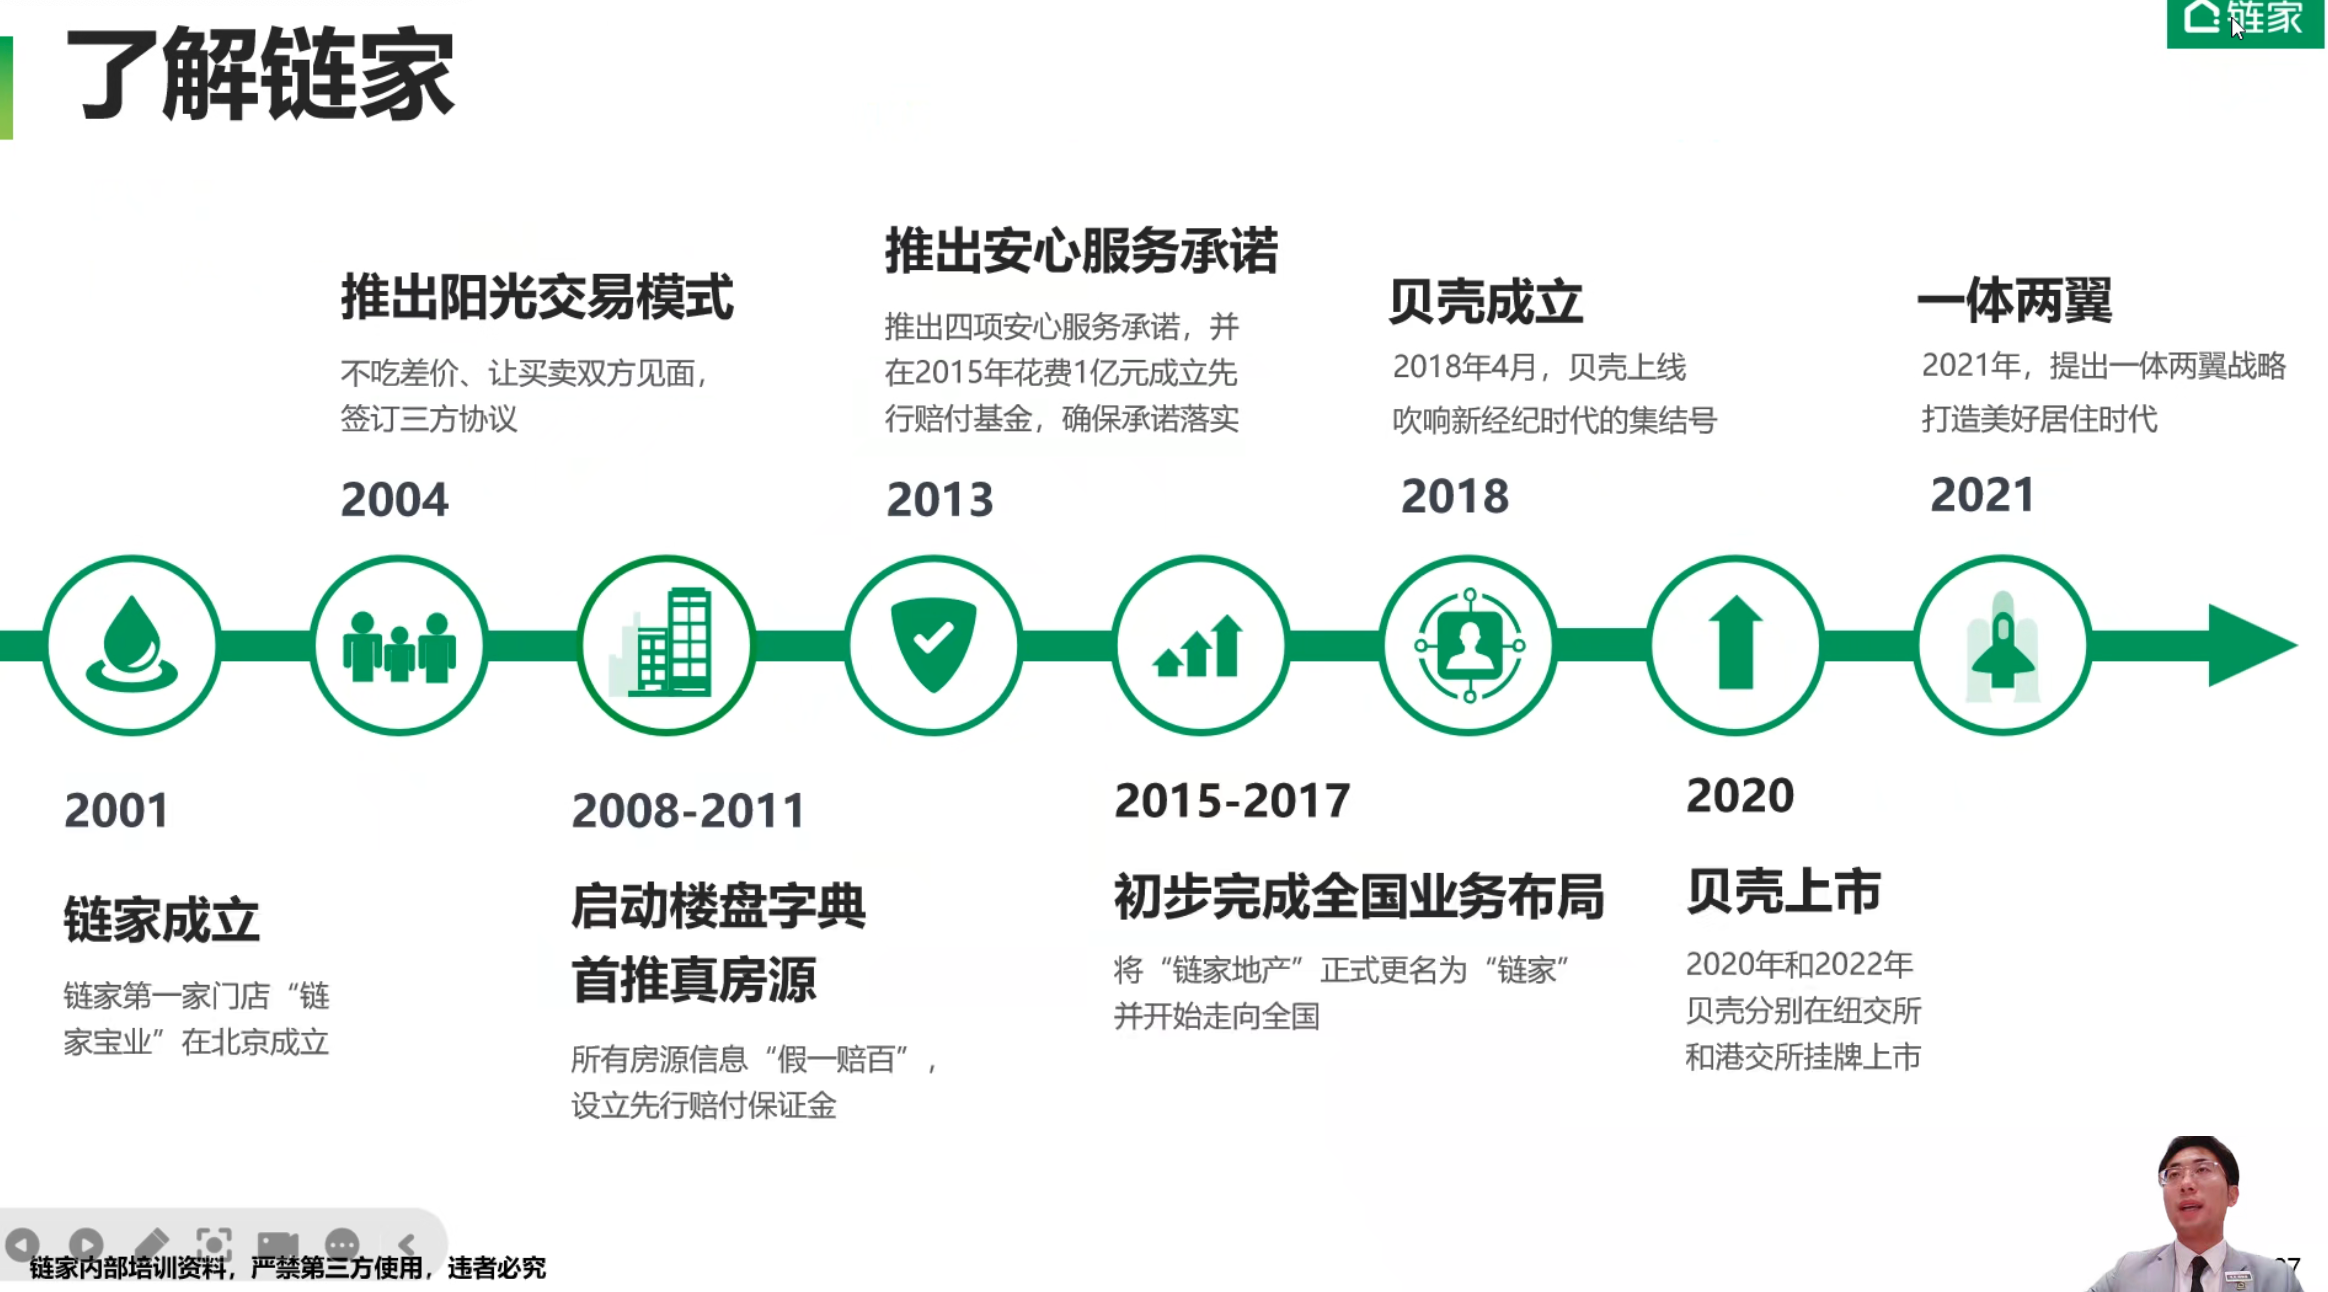 了解链家
链家
推出阳光交易模式
不吃差价、让买卖双方见面，
签订三方协议
2004
推出安心服务承诺
推出四项安心服务承诺，并
在2015年花费1亿元成立先
行赔付基金，确保承诺落实
2013
贝壳成立
2018年4月，贝壳上线
吹响新经纪时代的集结号
2018
一体两翼
2021年，提出一体两翼战略
打造美好居住时代
2021
2001
链家成立
链家第一家门店“链
家宝业”在北京成立
2008-2011
启动楼盘字典
首推真房源
所有房源信息“假一赔百”，
设立先行赔付保证金
2015-2017
初步完成全国业务布局
将“链家地产”正式更名为“链家”
并开始走向全国
2020
贝壳上市
2020年和2022年
贝壳分别在纽交所
和港交所挂牌上市
链家内部培训资料，严禁第三方使用，违者必究